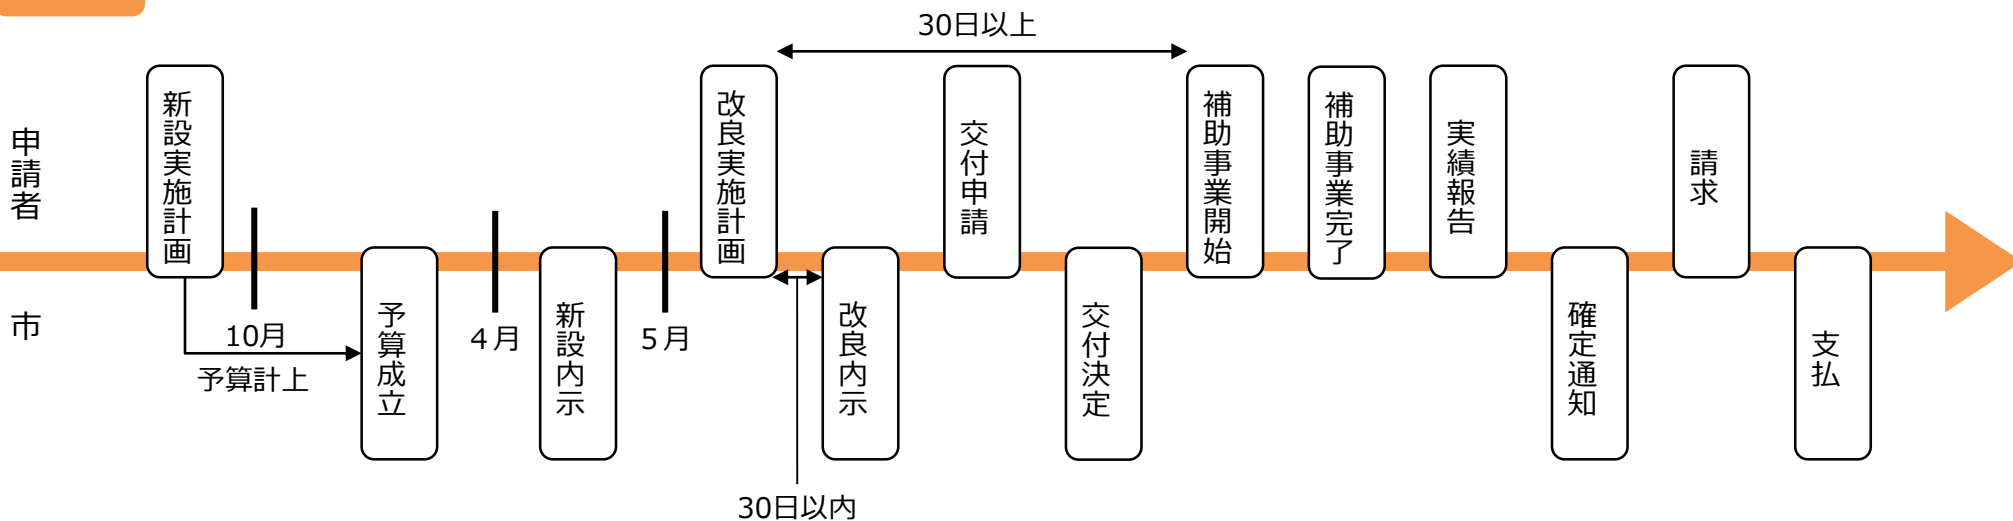 30日以上
申請者
新設実施計画
改良実施計画
交付申請
補助事業開始
補助事業完了
実績報告
請求
市
10月
予算計上
予算成立
４月
新設内示
５月
改良内示
交付決定
確定通知
支払
30日以内